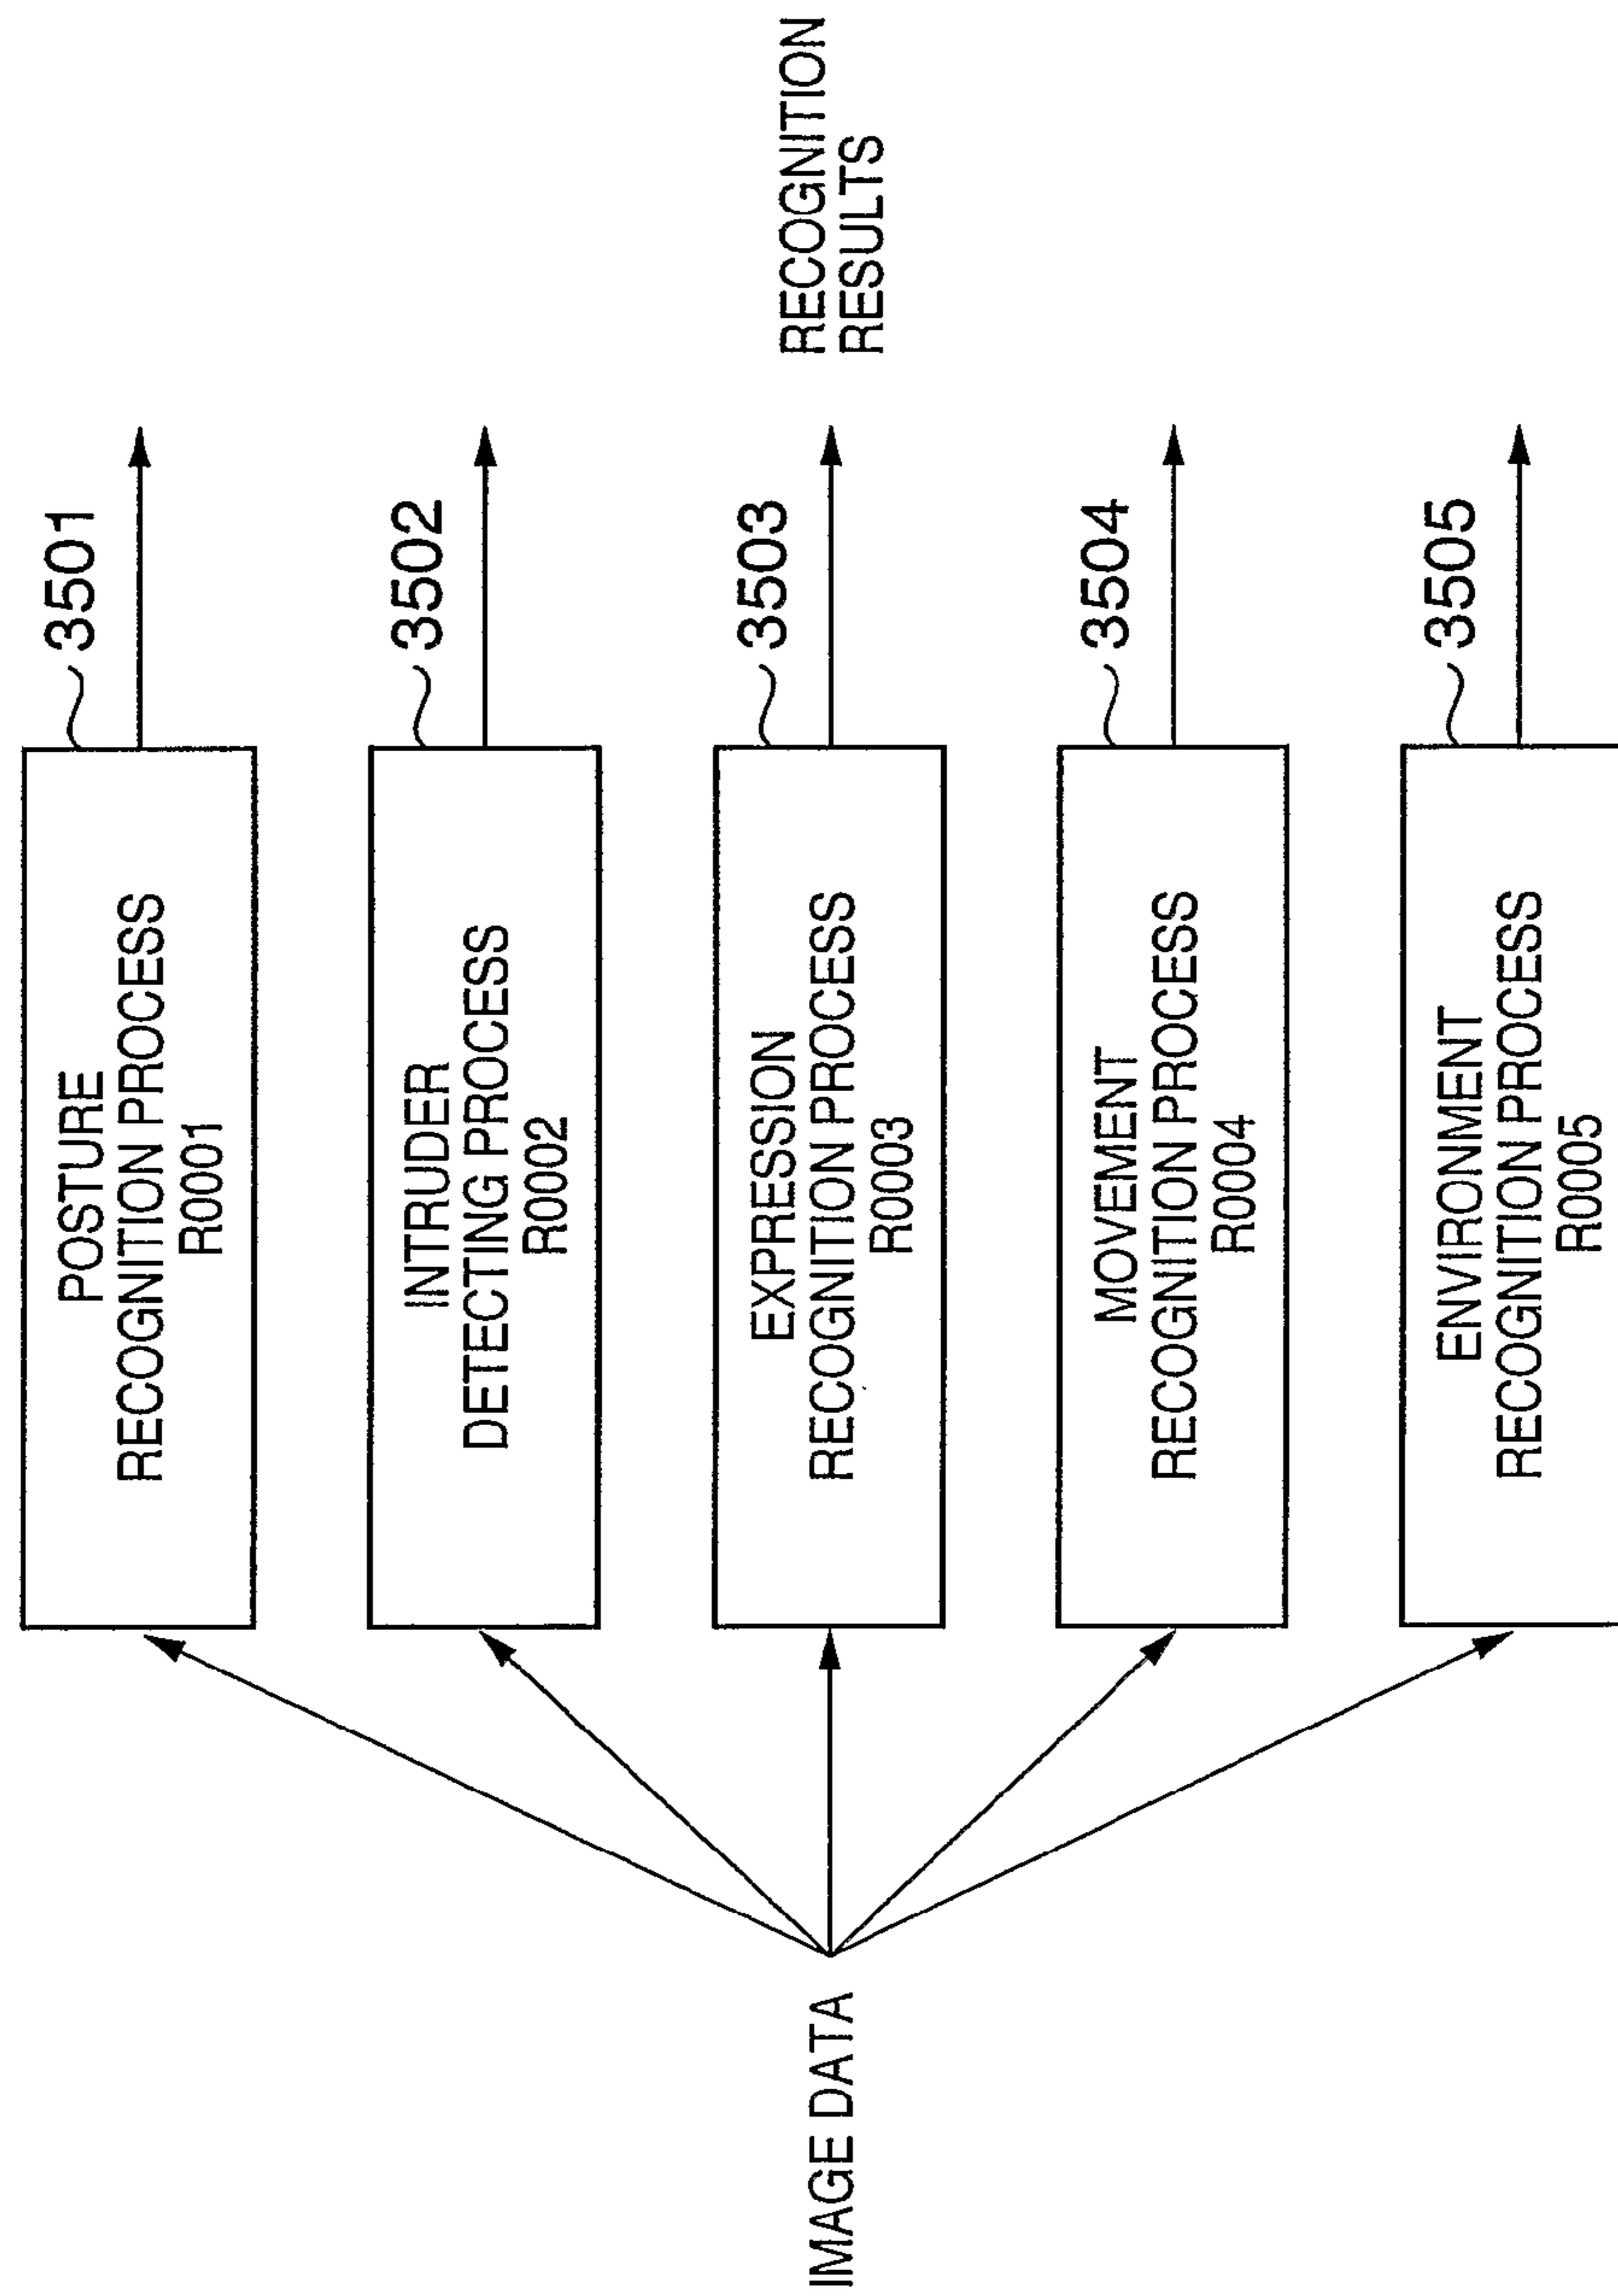 IMAGE DATA
3501
POSTURE
RECOGNITION PROCESS
R0001
3502
INTRUDER
DETECTING PROCESS
R0002
3503
EXPRESSION
RECOGNITION PROCESS
R0003
3504
MOVEMENT
RECOGNITION PROCESS
R0004
3505
ENVIRONMENT
RECOGNITION PROCESS
R0005
RECOGNITION
RESULTS